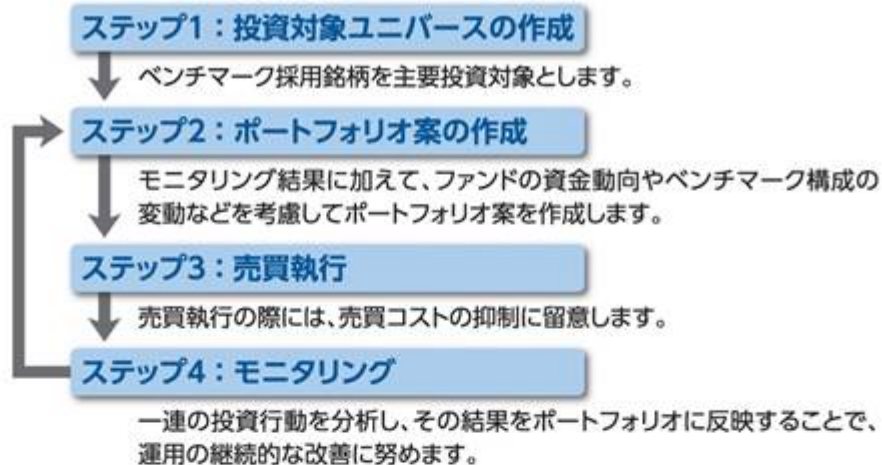 ステップ1：投資対象ユニバースの作成
ベンチマーク採用銘柄を主要投資対象とします。
ステップ2：ポートフォリオ案の作成
モニタリング結果に加えて、ファンドの資金動向やベンチマーク構成の
変動などを考慮してポートフォリオ案を作成します。
ステップ3：売買執行
売買執行の際には、売買コストの抑制に留意します。
ステップ4：モニタリング
一連の投資行動を分析し、その結果をポートフォリオに反映することで、
運用の継続的な改善に努めます。